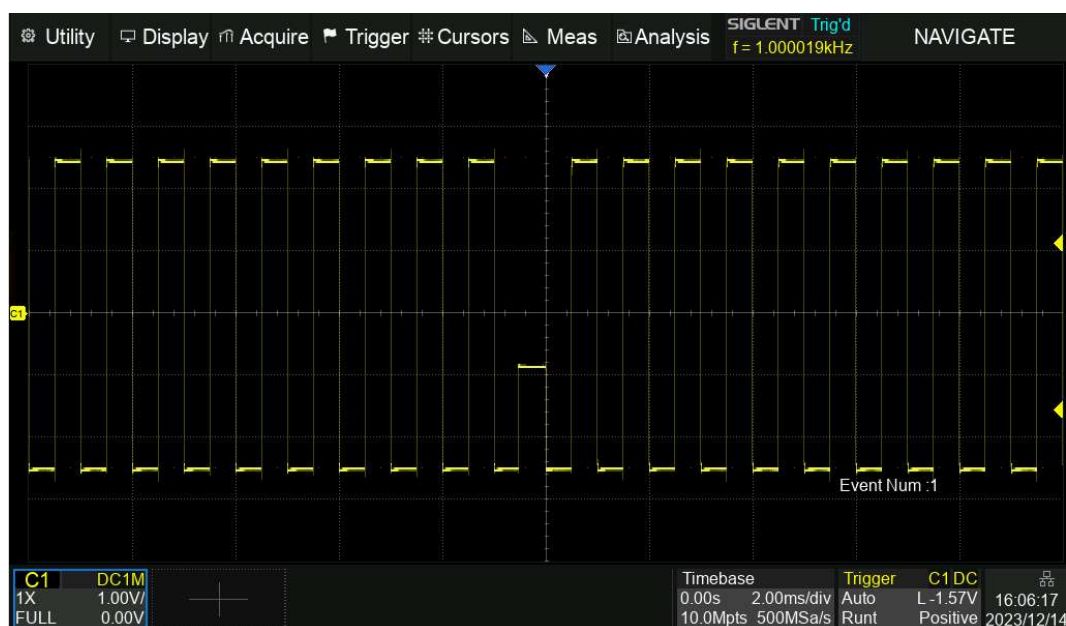 Utility Display Acquire Trigger Cursors Meas Analysis SIGLENT Trig'd NAVIGATE
f = 1.000019kHz
C1
Event Num :1
C1 DC1M
1X 1.00V/
FULL 0.00V
Timebase
0.00s 2.00ms/div
10.0Mpts 500MSa/s
Trigger C1 DC
Auto L -1.57V
Runt Positive
16:06:17
2023/12/14